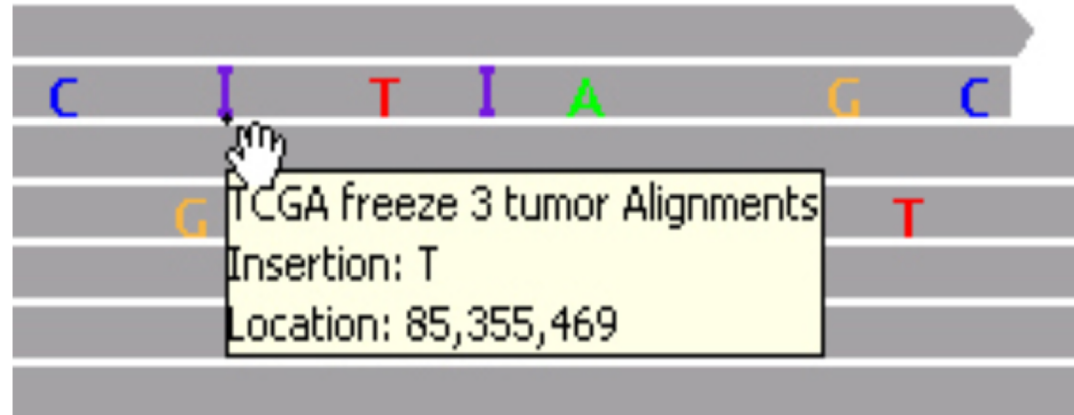 C I T I A G C
G T
TCGA freeze 3 tumor Alignments
Insertion: T
Location: 85,355,469